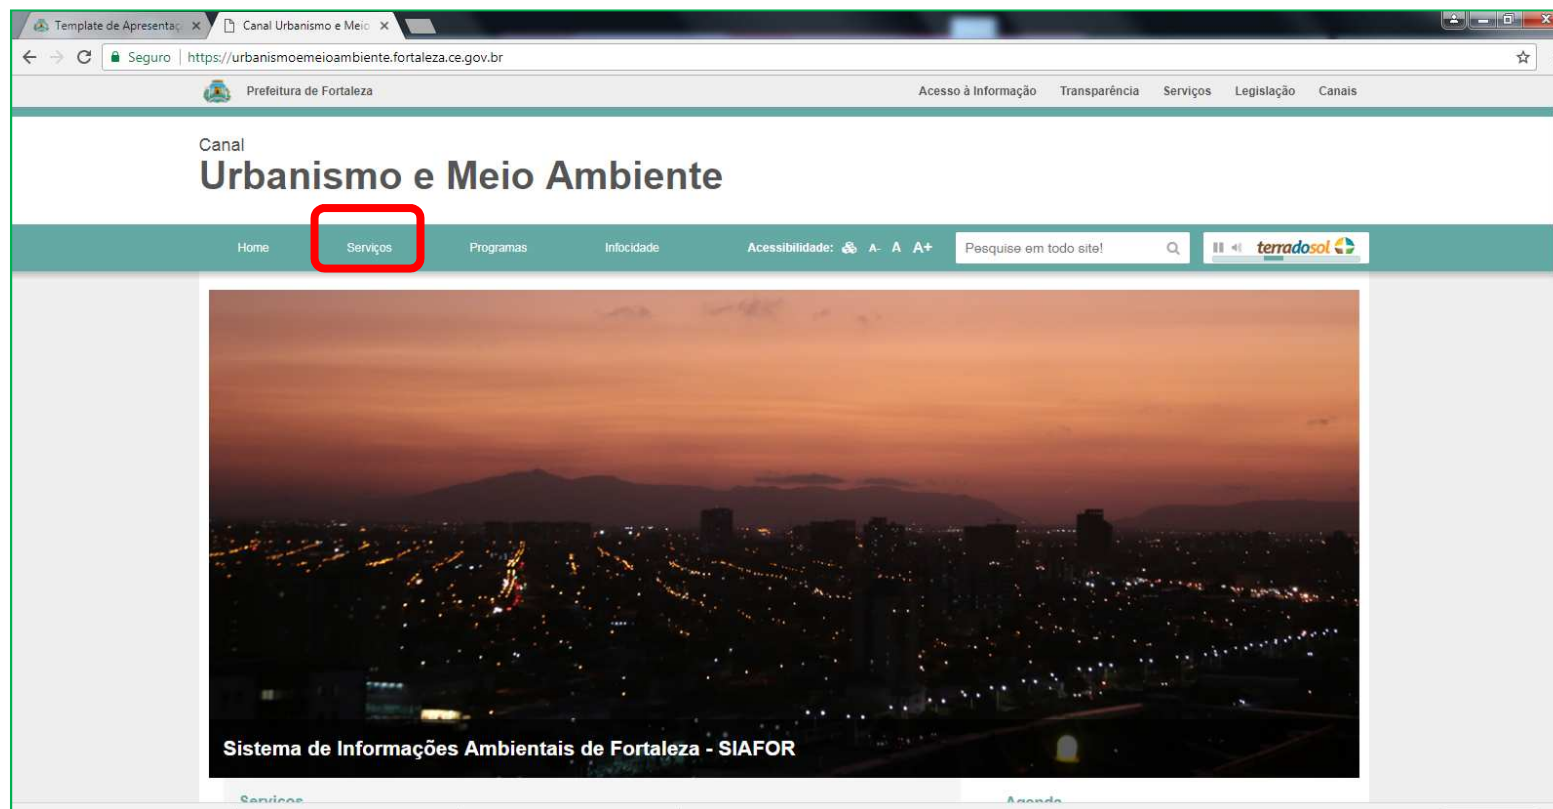 Template de Apresentaç
Canal Urbanismo e Meio
Seguro | https://urbanismoemeioambiente.fortaleza.ce.gov.br
Prefeitura de Fortaleza
Acesso à Informação Transparência Serviços Legislação Canais
Canal
Urbanismo e Meio Ambiente
Home Serviços Programas Infocidade Acessibilidade: A- A A+ Pesquise em todo site! terradosol
Sistema de Informações Ambientais de Fortaleza - SIAFOR
Serviços Agenda